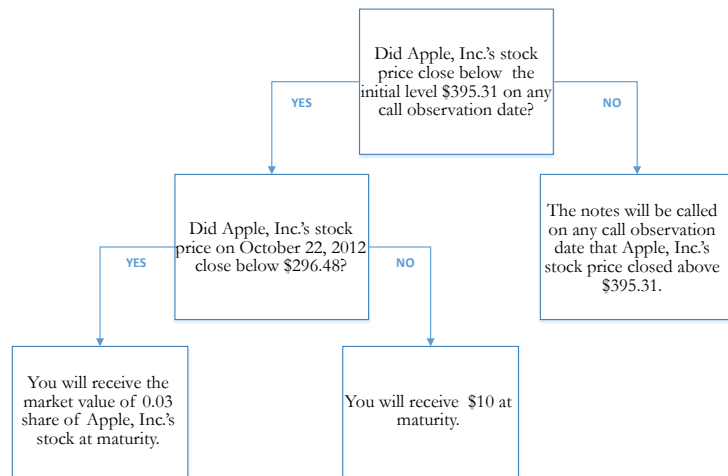 Did Apple, Inc.'s stock
price close below the
initial level $395.31 on any
call observation date?
YES
NO
Did Apple, Inc.'s stock
price on October 22, 2012
close below $296.48?
The notes will be called
on any call observation
date that Apple, Inc.'s
stock price closed above
$395.31.
YES
NO
You will receive the
market value of 0.03
share of Apple, Inc.'s
stock at maturity.
You will receive $10 at
maturity.